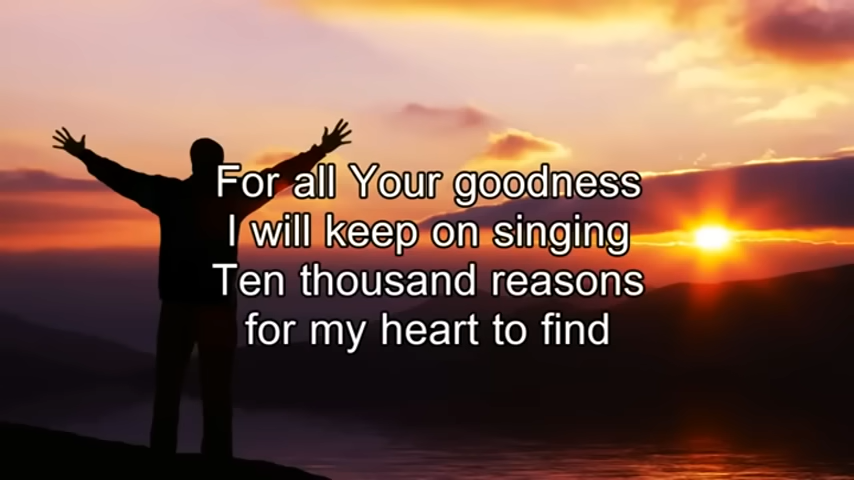 For all Your goodness
I will keep on singing
Ten thousand reasons
for my heart to find